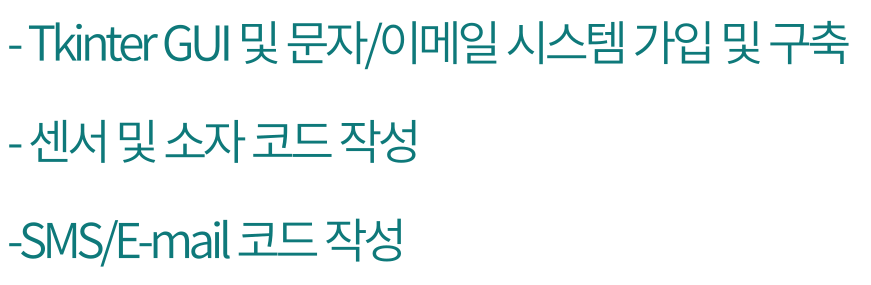 - Tkinter GUI 및 문자/이메일 시스템 가입 및 구축
- 센서 및 소자 코드 작성
-SMS/E-mail 코드 작성